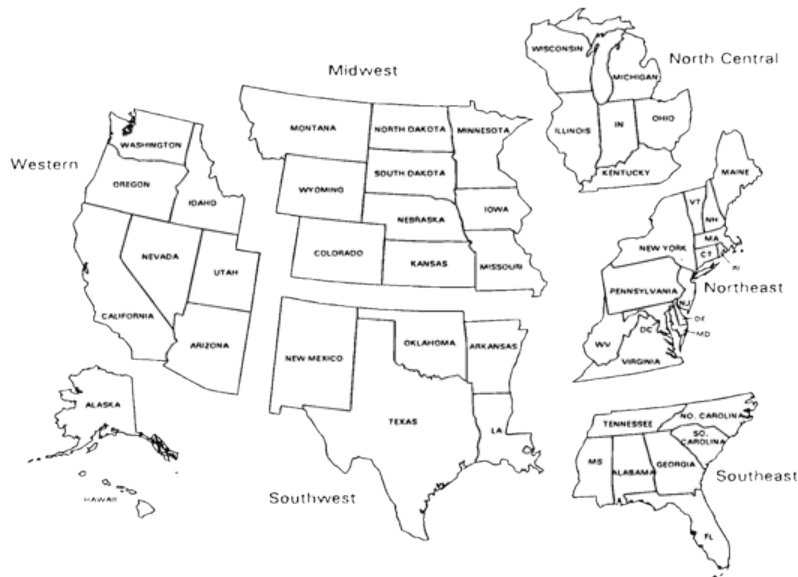 Midwest
North Central
Western
Northeast
Southwest
Southeast
WASHINGTON
OREGON
IDAHO
NEVADA
UTAH
CALIFORNIA
ARIZONA
ALASKA
HAWAII
MONTANA
NORTH DAKOTA
MINNESOTA
SOUTH DAKOTA
WYOMING
NEBRASKA
IOWA
COLORADO
KANSAS
MISSOURI
NEW MEXICO
OKLAHOMA
ARKANSAS
TEXAS
LA
WISCONSIN
MICHIGAN
ILLINOIS
IN
OHIO
KENTUCKY
MAINE
VT
NH
MA
NEW YORK
CT
RI
PENNSYLVANIA
NJ
DE
DC
MD
WV
VIRGINIA
TENNESSEE
NO. CAROLINA
SO.
CAROLINA
MS
ALABAMA
GEORGIA
FL